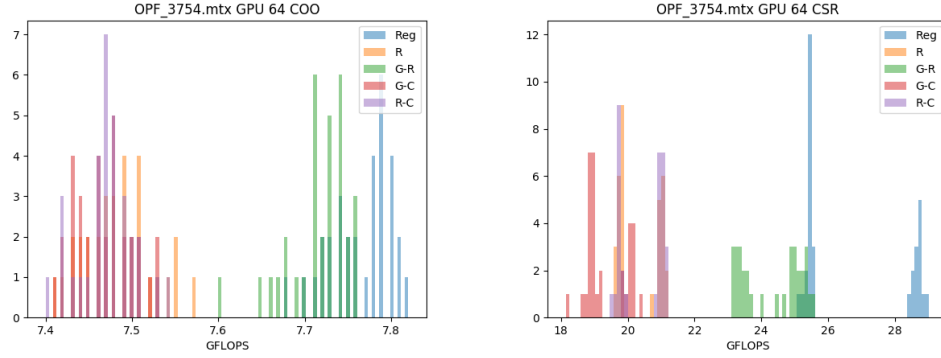 OPF_3754.mtx GPU 64 COO
7
6
5
4
3
2
1
0
7.4 7.5 7.6 7.7 7.8
GFLOPS
Reg
R
G-R
G-C
R-C
OPF_3754.mtx GPU 64 CSR
12
10
8
6
4
2
0
18 20 22 24 26 28
GFLOPS
Reg
R
G-R
G-C
R-C